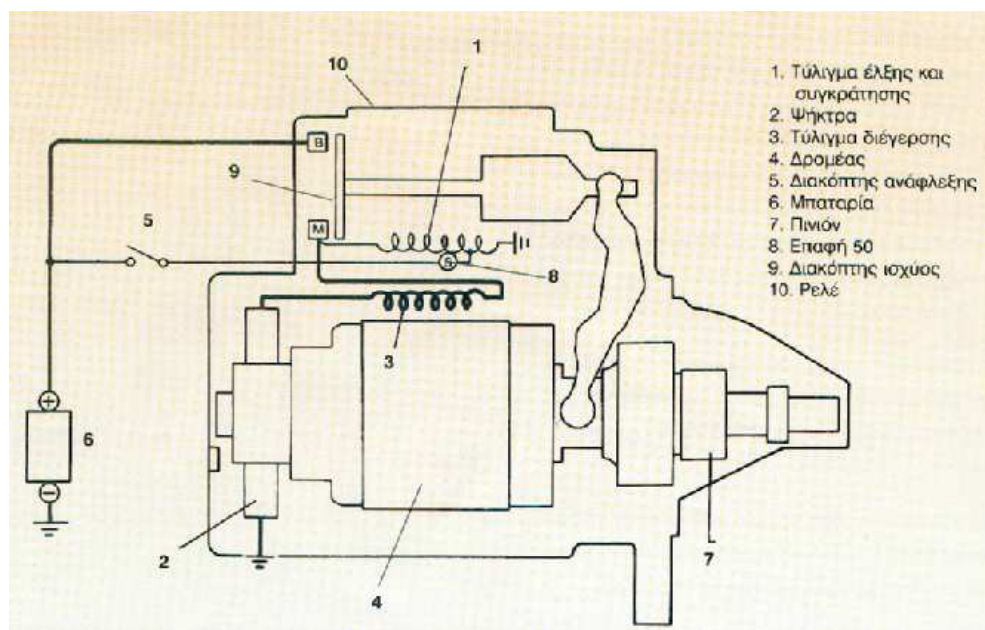 1
10
1. Τύλιγμα έλξης και
συγκράτησης
2. Ψήκτρα
3. Τύλιγμα διέγερσης
4. Δρομέας
5. Διακόπτης ανάφλεξης
6. Μπαταρία
7. Πινιόν
8. Επαφή 50
9. Διακόπτης ισχύος
10. Ρελέ
B
9
M
5
8
3
+
6
−
2
7
4